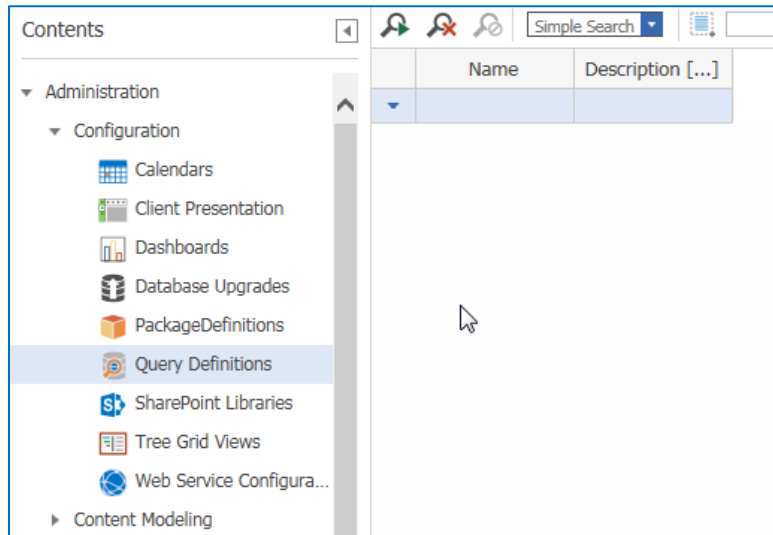 Contents
Simple Search
Name
Description [...]
Administration
Configuration
Calendars
Client Presentation
Dashboards
Database Upgrades
PackageDefinitions
Query Definitions
SharePoint Libraries
Tree Grid Views
Web Service Configura...
Content Modeling